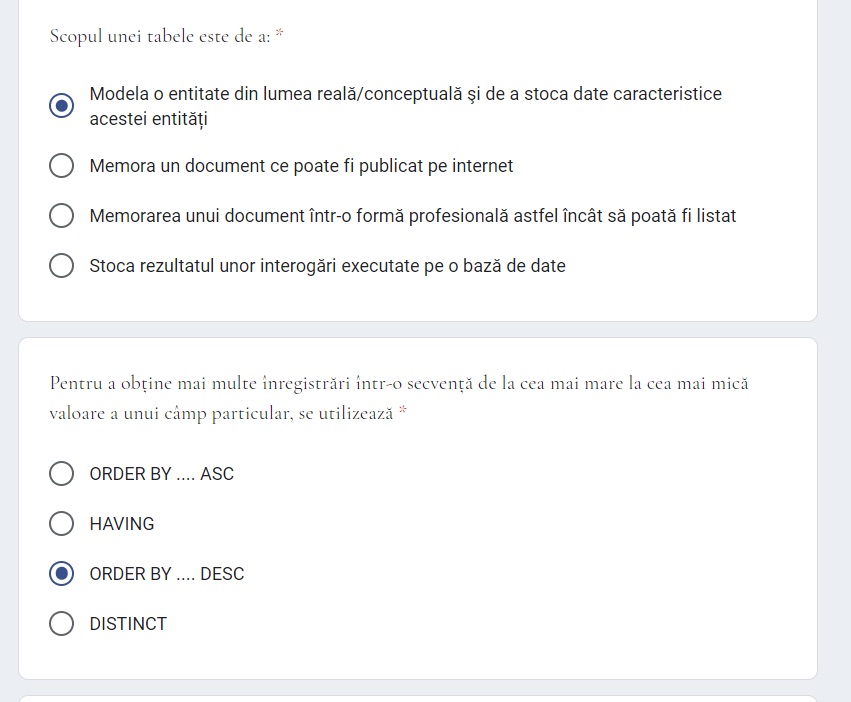 Scopul unei tabele este de a: *
Modela o entitate din lumea reală/conceptuală şi de a stoca date caracteristice
acestei entități
Memora un document ce poate fi publicat pe internet
Memorarea unui document într-o formă profesională astfel încât să poată fi listat
Stoca rezultatul unor interogări executate pe o bază de date
Pentru a obține mai multe înregistrări într-o secvență de la cea mai mare la cea mai mică
valoare a unui câmp particular, se utilizează *
ORDER BY .... ASC
HAVING
ORDER BY .... DESC
DISTINCT